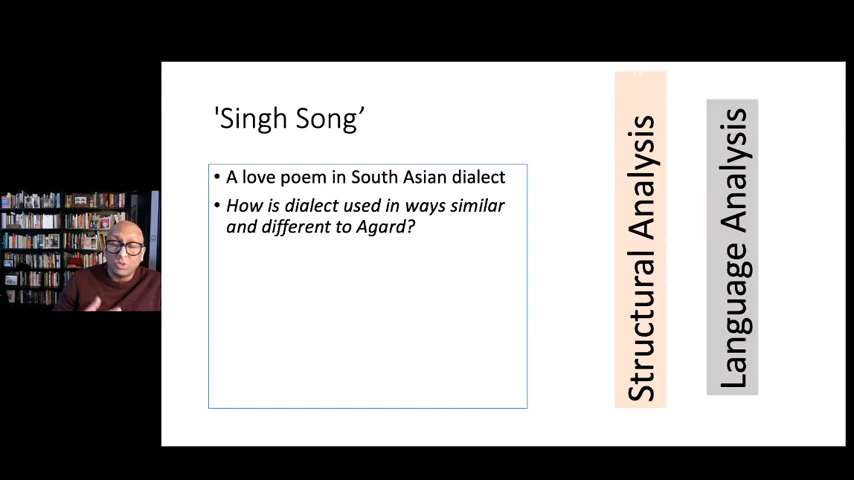 'Singh Song’
• A love poem in South Asian dialect
• How is dialect used in ways similar
and different to Agard?
Structural Analysis
Language Analysis